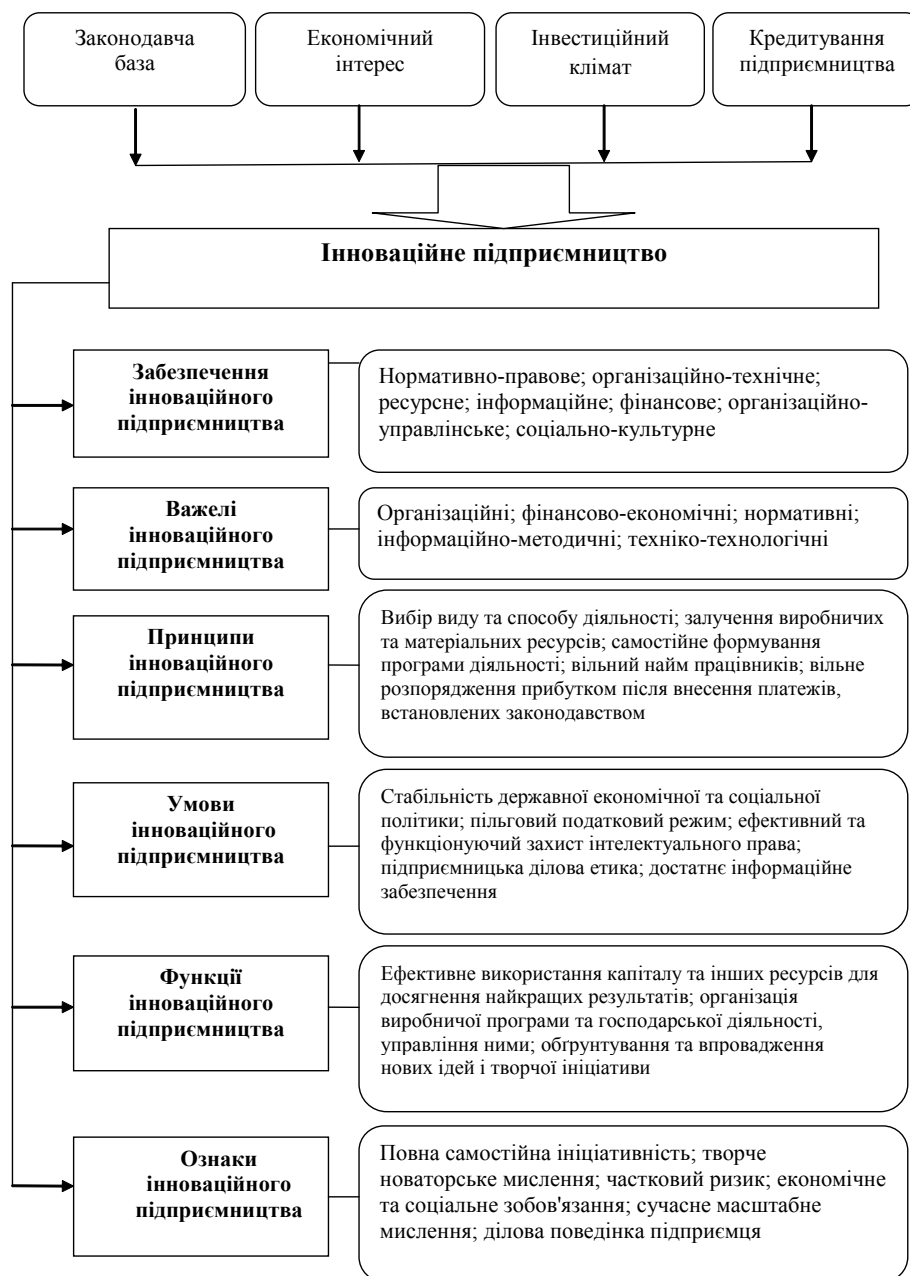 Законодавча
база
Економічний
інтерес
Інвестиційний
клімат
Кредитування
підприємництва
Інноваційне підприємництво
Забезпечення
інноваційного
підприємництва
Нормативно-правове; організаційно-технічне;
ресурсне; інформаційне; фінансове; організаційно-
управлінське; соціально-культурне
Важелі
інноваційного
підприємництва
Організаційні; фінансово-економічні; нормативні;
інформаційно-методичні; техніко-технологічні
Принципи
інноваційного
підприємництва
Вибір виду та способу діяльності; залучення виробничих
та матеріальних ресурсів; самостійне формування
програми діяльності; вільний найм працівників; вільне
розпорядження прибутком після внесення платежів,
встановлених законодавством
Умови
інноваційного
підприємництва
Стабільність державної економічної та соціальної
політики; пільговий податковий режим; ефективний та
функціонуючий захист інтелектуального права;
підприємницька ділова етика; достатнє інформаційне
забезпечення
Функції
інноваційного
підприємництва
Ефективне використання капіталу та інших ресурсів для
досягнення найкращих результатів; організація
виробничої програми та господарської діяльності,
управління ними; обґрунтування та впровадження
нових ідей і творчої ініціативи
Ознаки
інноваційного
підприємництва
Повна самостійна ініціативність; творче
новаторське мислення; частковий ризик; економічне
та соціальне зобов'язання; сучасне масштабне
мислення; ділова поведінка підприємця